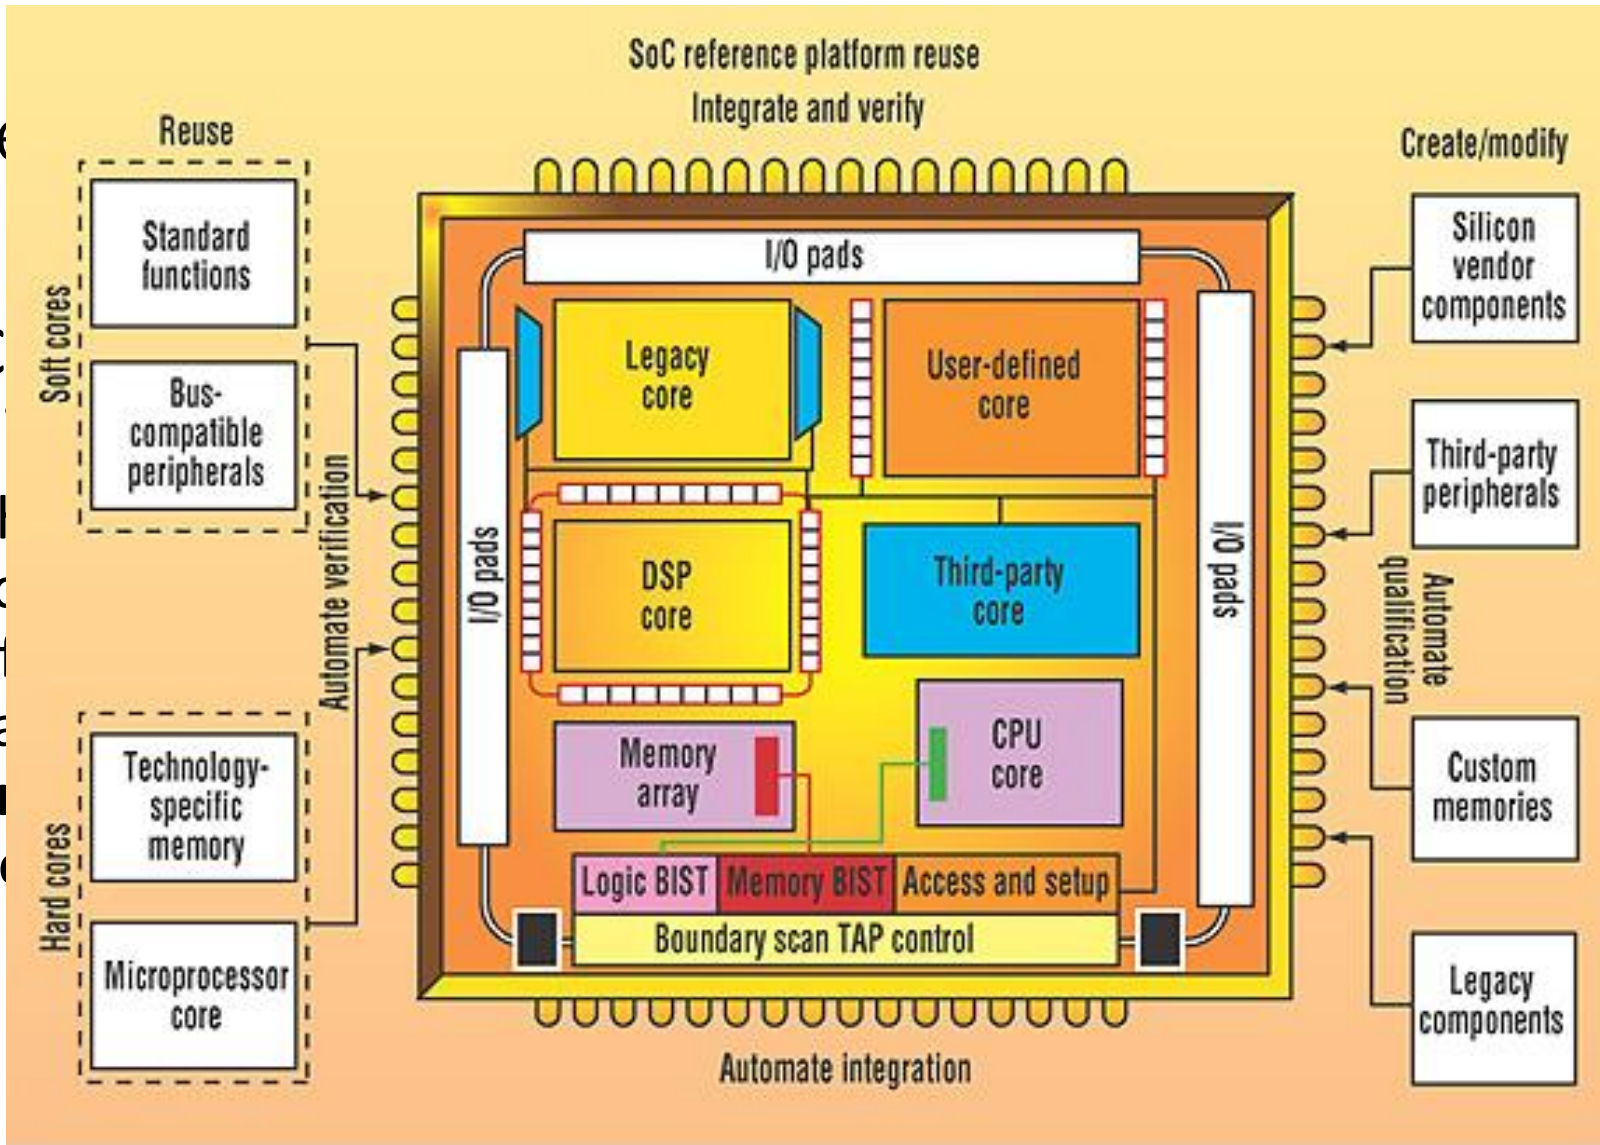 SoC reference platform reuse
Integrate and verify
Reuse
Create/modify
Soft cores
Standard
functions
Bus-
compatible
peripherals
Automate verification
Hard cores
Technology-
specific
memory
Microprocessor
core
I/O pads
I/O pads
I/O pads
Legacy
core
User-defined
core
DSP
core
Third-party
core
Memory
array
CPU
core
Logic BIST
Memory BIST
Access and setup
Boundary scan TAP control
Automate integration
Silicon
vendor
components
Third-party
peripherals
Automate
qualification
Custom
memories
Legacy
components